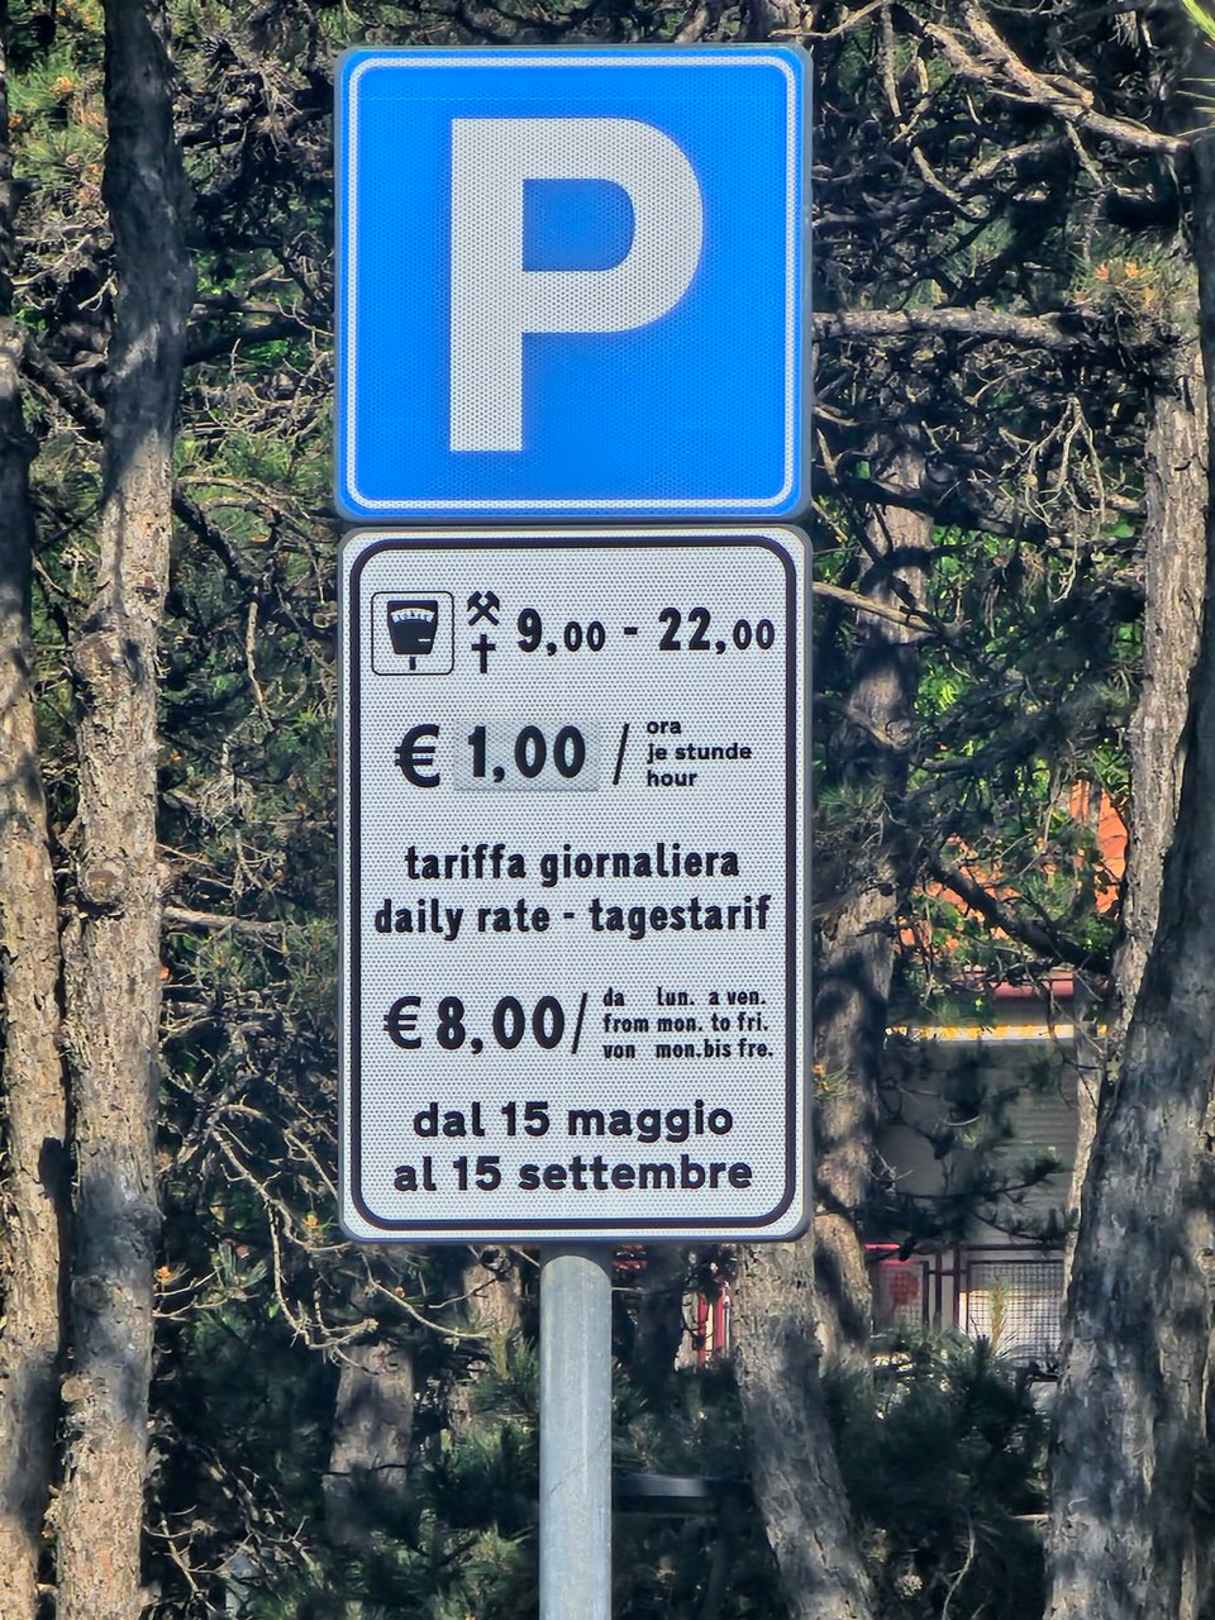 P
9,00 - 22,00
€ 1,00 / ora
je stunde
hour
tariffa giornaliera
daily rate - tagestarif
€ 8,00 / da lun. a ven.
from mon. to fri.
von mon. bis fre.
dal 15 maggio
al 15 settembre